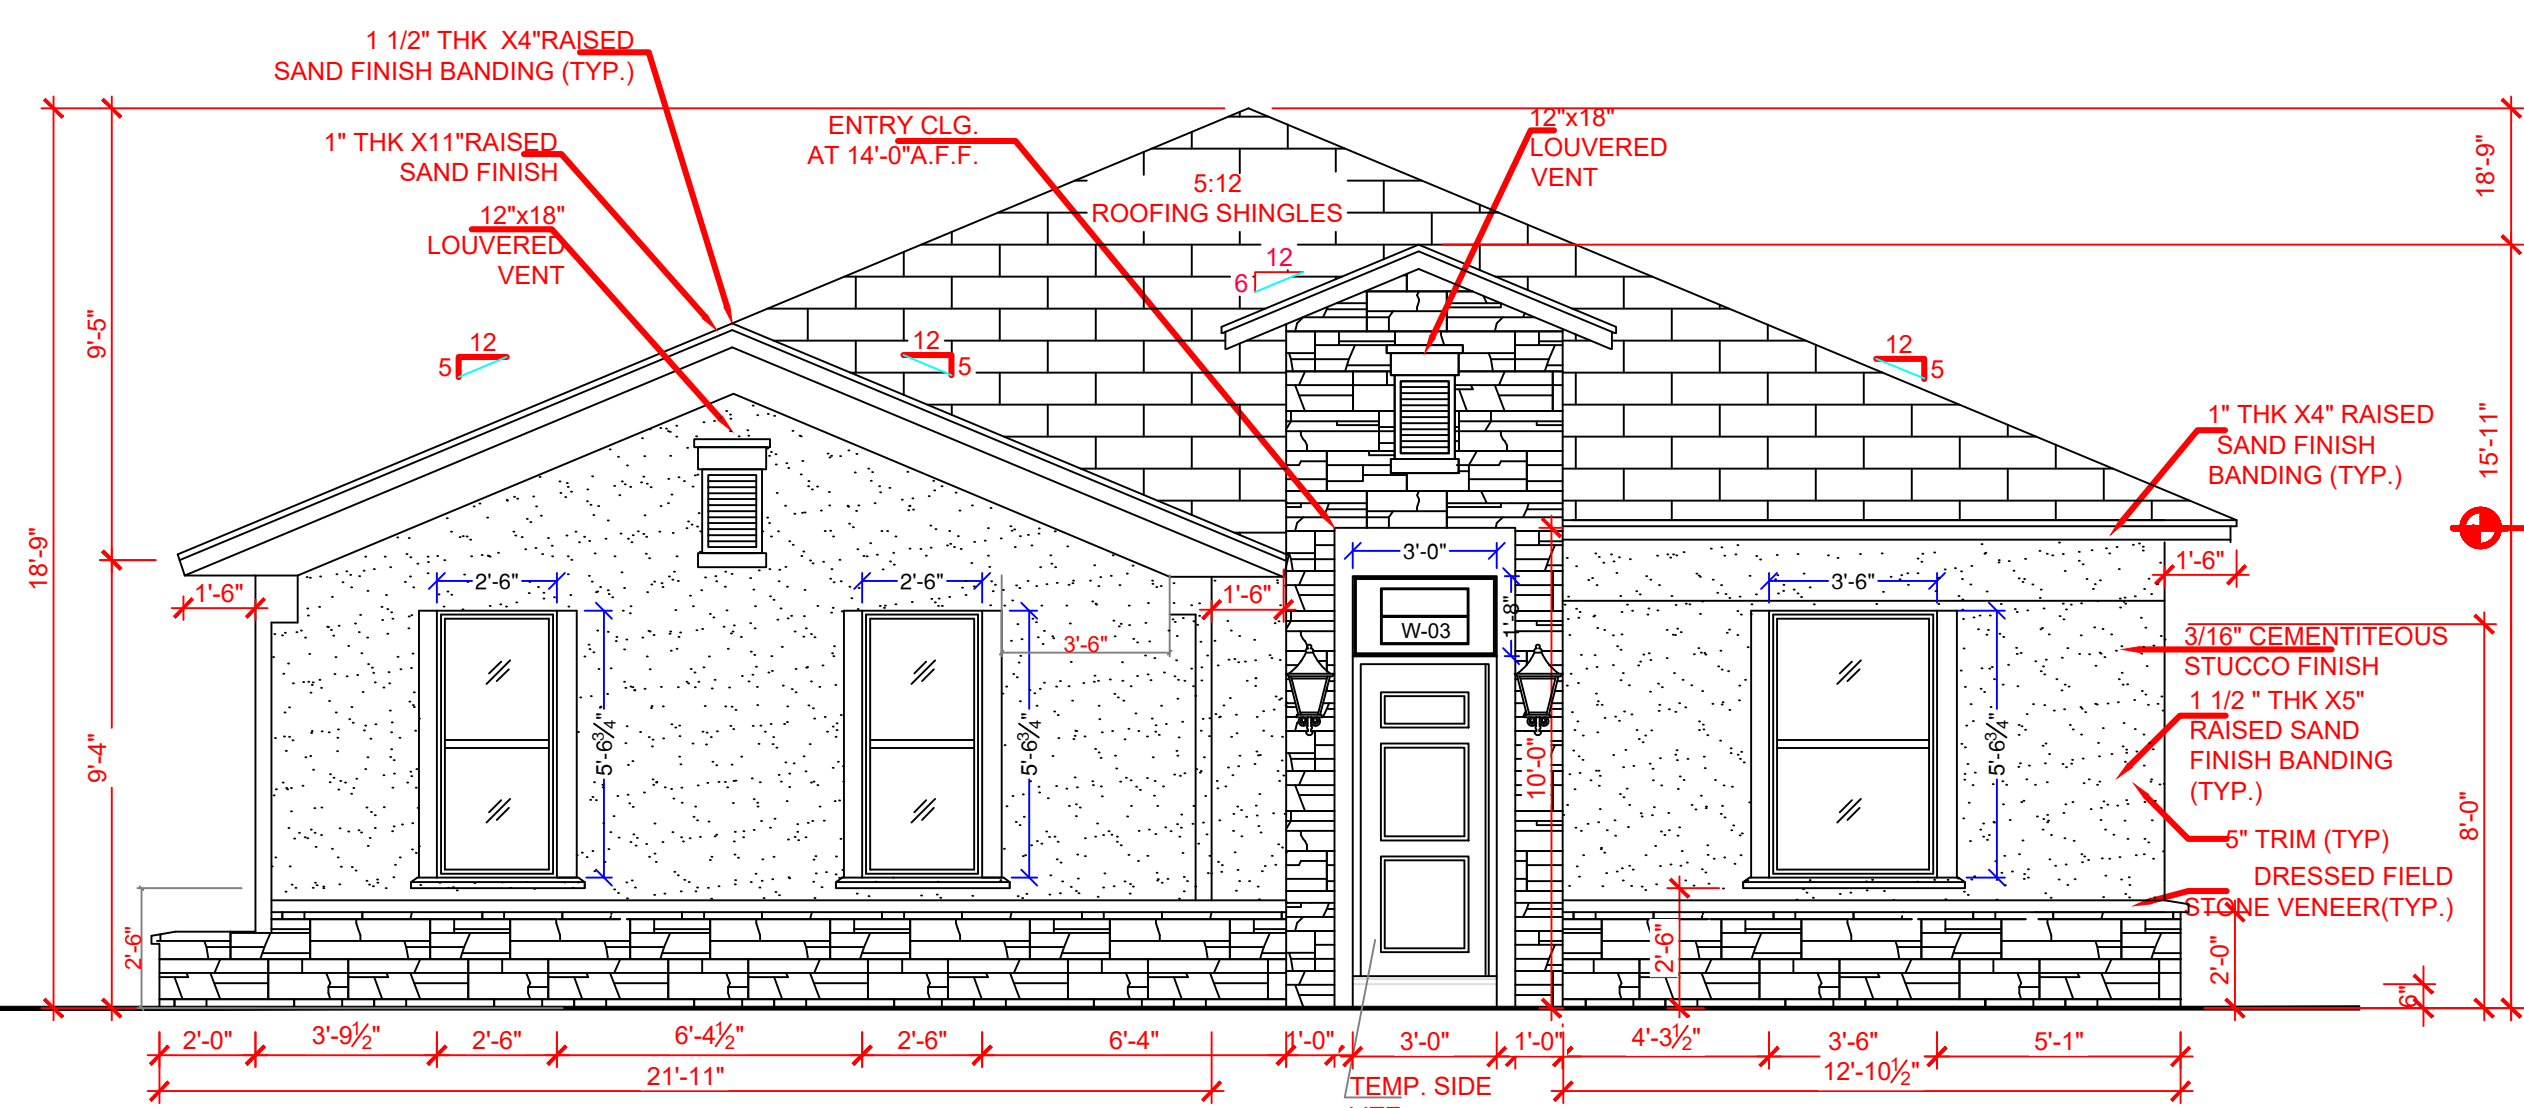 1 1/2" THK  X4"RAISED
SAND FINISH BANDING (TYP.)
1" THK X11"RAISED
SAND FINISH
12"x18"
LOUVERED
VENT
ENTRY CLG.
AT 14'-0"A.F.F.
12"x18"
LOUVERED
VENT
5:12
ROOFING SHINGLES
12
6
12
5
12
5
12
5
18'-9"
9'-5"
9'-4"
18'-9"
15'-11"
8'-0"
1" THK X4" RAISED
SAND FINISH
BANDING (TYP.)
1'-6"
2'-6"
2'-6"
1'-6"
3'-6"
3'-0"
1'-8"
W-03
3'-6"
1'-6"
5'-6¾"
5'-6¾"
5'-6¾"
10'-0"
3/16" CEMENTITEOUS
STUCCO FINISH
1 1/2 " THK X5"
RAISED SAND
FINISH BANDING
(TYP.)
5" TRIM (TYP)
DRESSED FIELD
STONE VENEER(TYP.)
2'-6"
2'-6"
2'-0"
6"
2'-0"
3'-9½"
2'-6"
6'-4½"
2'-6"
6'-4"
1'-0"
3'-0"
1'-0"
4'-3½"
3'-6"
5'-1"
21'-11"
12'-10½"
TEMP. SIDE